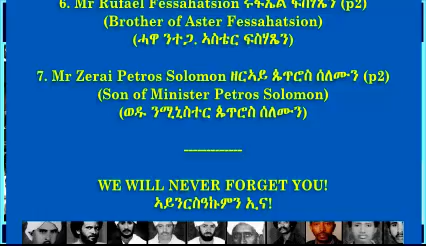 6. Mr Rufael Fessahatsion ሩፋኤል ፍስሃጼን (p2)
(Brother of Aster Fessahatsion)
(ሓዋ ንተጋ. ኣስቴር ፍስሃጼን)
7. Mr Zerai Petros Solomon ዘርኣይ ጴጥሮስ ሰለሙን (p2)
(Son of Minister Petros Solomon)
(ወዱ ንሚኒስተር ጴጥሮስ ሰለሙን)
-------------
WE WILL NEVER FORGET YOU!
ኣይንርስዓኩምን ኢና!